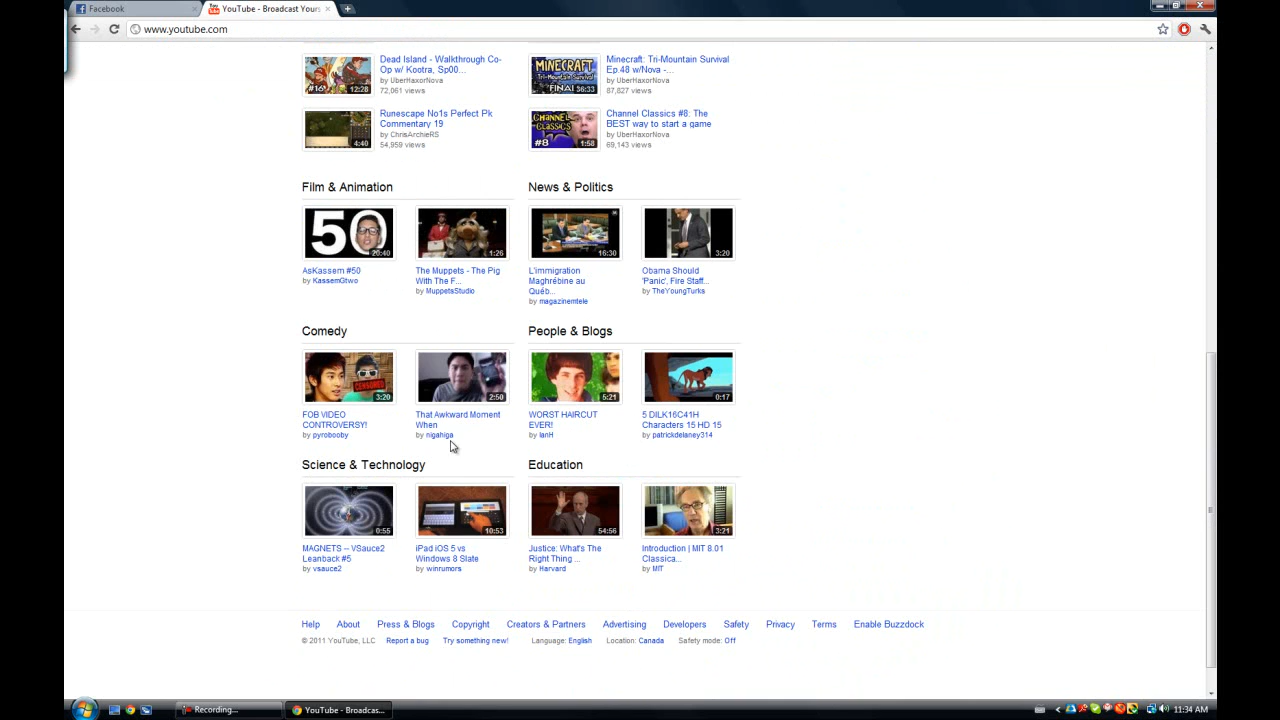 Facebook
YouTube - Broadcast Yours
www.youtube.com
Dead Island - Walkthrough Co-
Op w/ Kootra, Sp00...
by UberHaxorNova
72,061 views
#16
12:28
Minecraft: Tri-Mountain Survival
Ep.48 w/Nova -...
by UberHaxorNova
87,827 views
MINECRAFT
Tri-Mountain Survival
FINAL
36:33
Runescape No1s Perfect Pk
Commentary 19
by ChrisArchieRS
54,959 views
4:40
Channel Classics #8: The
BEST way to start a game
by UberHaxorNova
69,143 views
CHANNEL
CLASSICS
#8
1:58
Film & Animation
50
20:40
AsKassem #50
by KassemGtwo
1:26
The Muppets - The Pig
With The F...
by MuppetsStudio
News & Politics
16:30
L'immigration
Maghrébine au
Québ...
by magazinemtele
3:20
Obama Should
'Panic', Fire Staff...
by TheYoungTurks
Comedy
CENSORED
3:20
FOB VIDEO
CONTROVERSY!
by pyrobooby
2:50
That Awkward Moment
When
by nigahiga
People & Blogs
5:21
WORST HAIRCUT
EVER!
by IanH
0:17
5 DILK16C41H
Characters 15 HD 15
by patrickdelaney314
Science & Technology
0:55
MAGNETS -- VSauce2
Leanback #5
by vsauce2
10:53
iPad iOS 5 vs
Windows 8 Slate
by winrumors
Education
54:56
Justice: What's The
Right Thing ...
by Harvard
3:21
Introduction | MIT 8.01
Classica...
by MIT
Help About Press & Blogs Copyright Creators & Partners Advertising Developers Safety Privacy Terms Enable Buzzdock
© 2011 YouTube, LLC Report a bug Try something new! Language: English Location: Canada Safety mode: Off
Recording...
YouTube - Broadcas...
11:34 AM